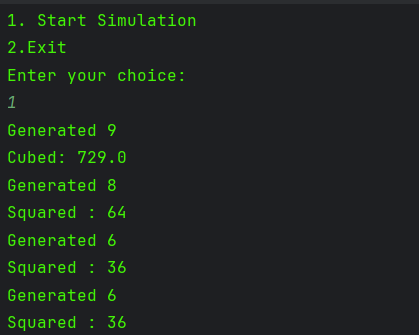 1. Start Simulation
2.Exit
Enter your choice:
1
Generated 9
Cubed: 729.0
Generated 8
Squared : 64
Generated 6
Squared : 36
Generated 6
Squared : 36